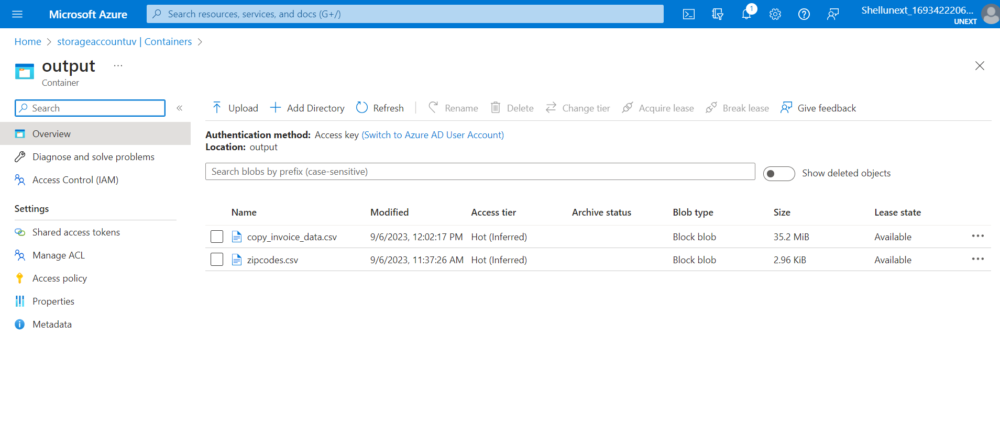 Microsoft Azure
Search resources, services, and docs (G+/)
1
Shellunext_1693422206...
UNEXT
Home > storageaccountuv | Containers >
output ...
Container
Search «
Upload Add Directory Refresh Rename Delete Change tier Acquire lease Break lease Give feedback
Overview
Diagnose and solve problems
Access Control (IAM)
Settings
Shared access tokens
Manage ACL
Access policy
Properties
Metadata
Authentication method: Access key (Switch to Azure AD User Account)
Location: output
Search blobs by prefix (case-sensitive) Show deleted objects
Name Modified Access tier Archive status Blob type Size Lease state
copy_invoice_data.csv 9/6/2023, 12:02:17 PM Hot (Inferred) Block blob 35.2 MiB Available ...
zipcodes.csv 9/6/2023, 11:37:26 AM Hot (Inferred) Block blob 2.96 KiB Available ...